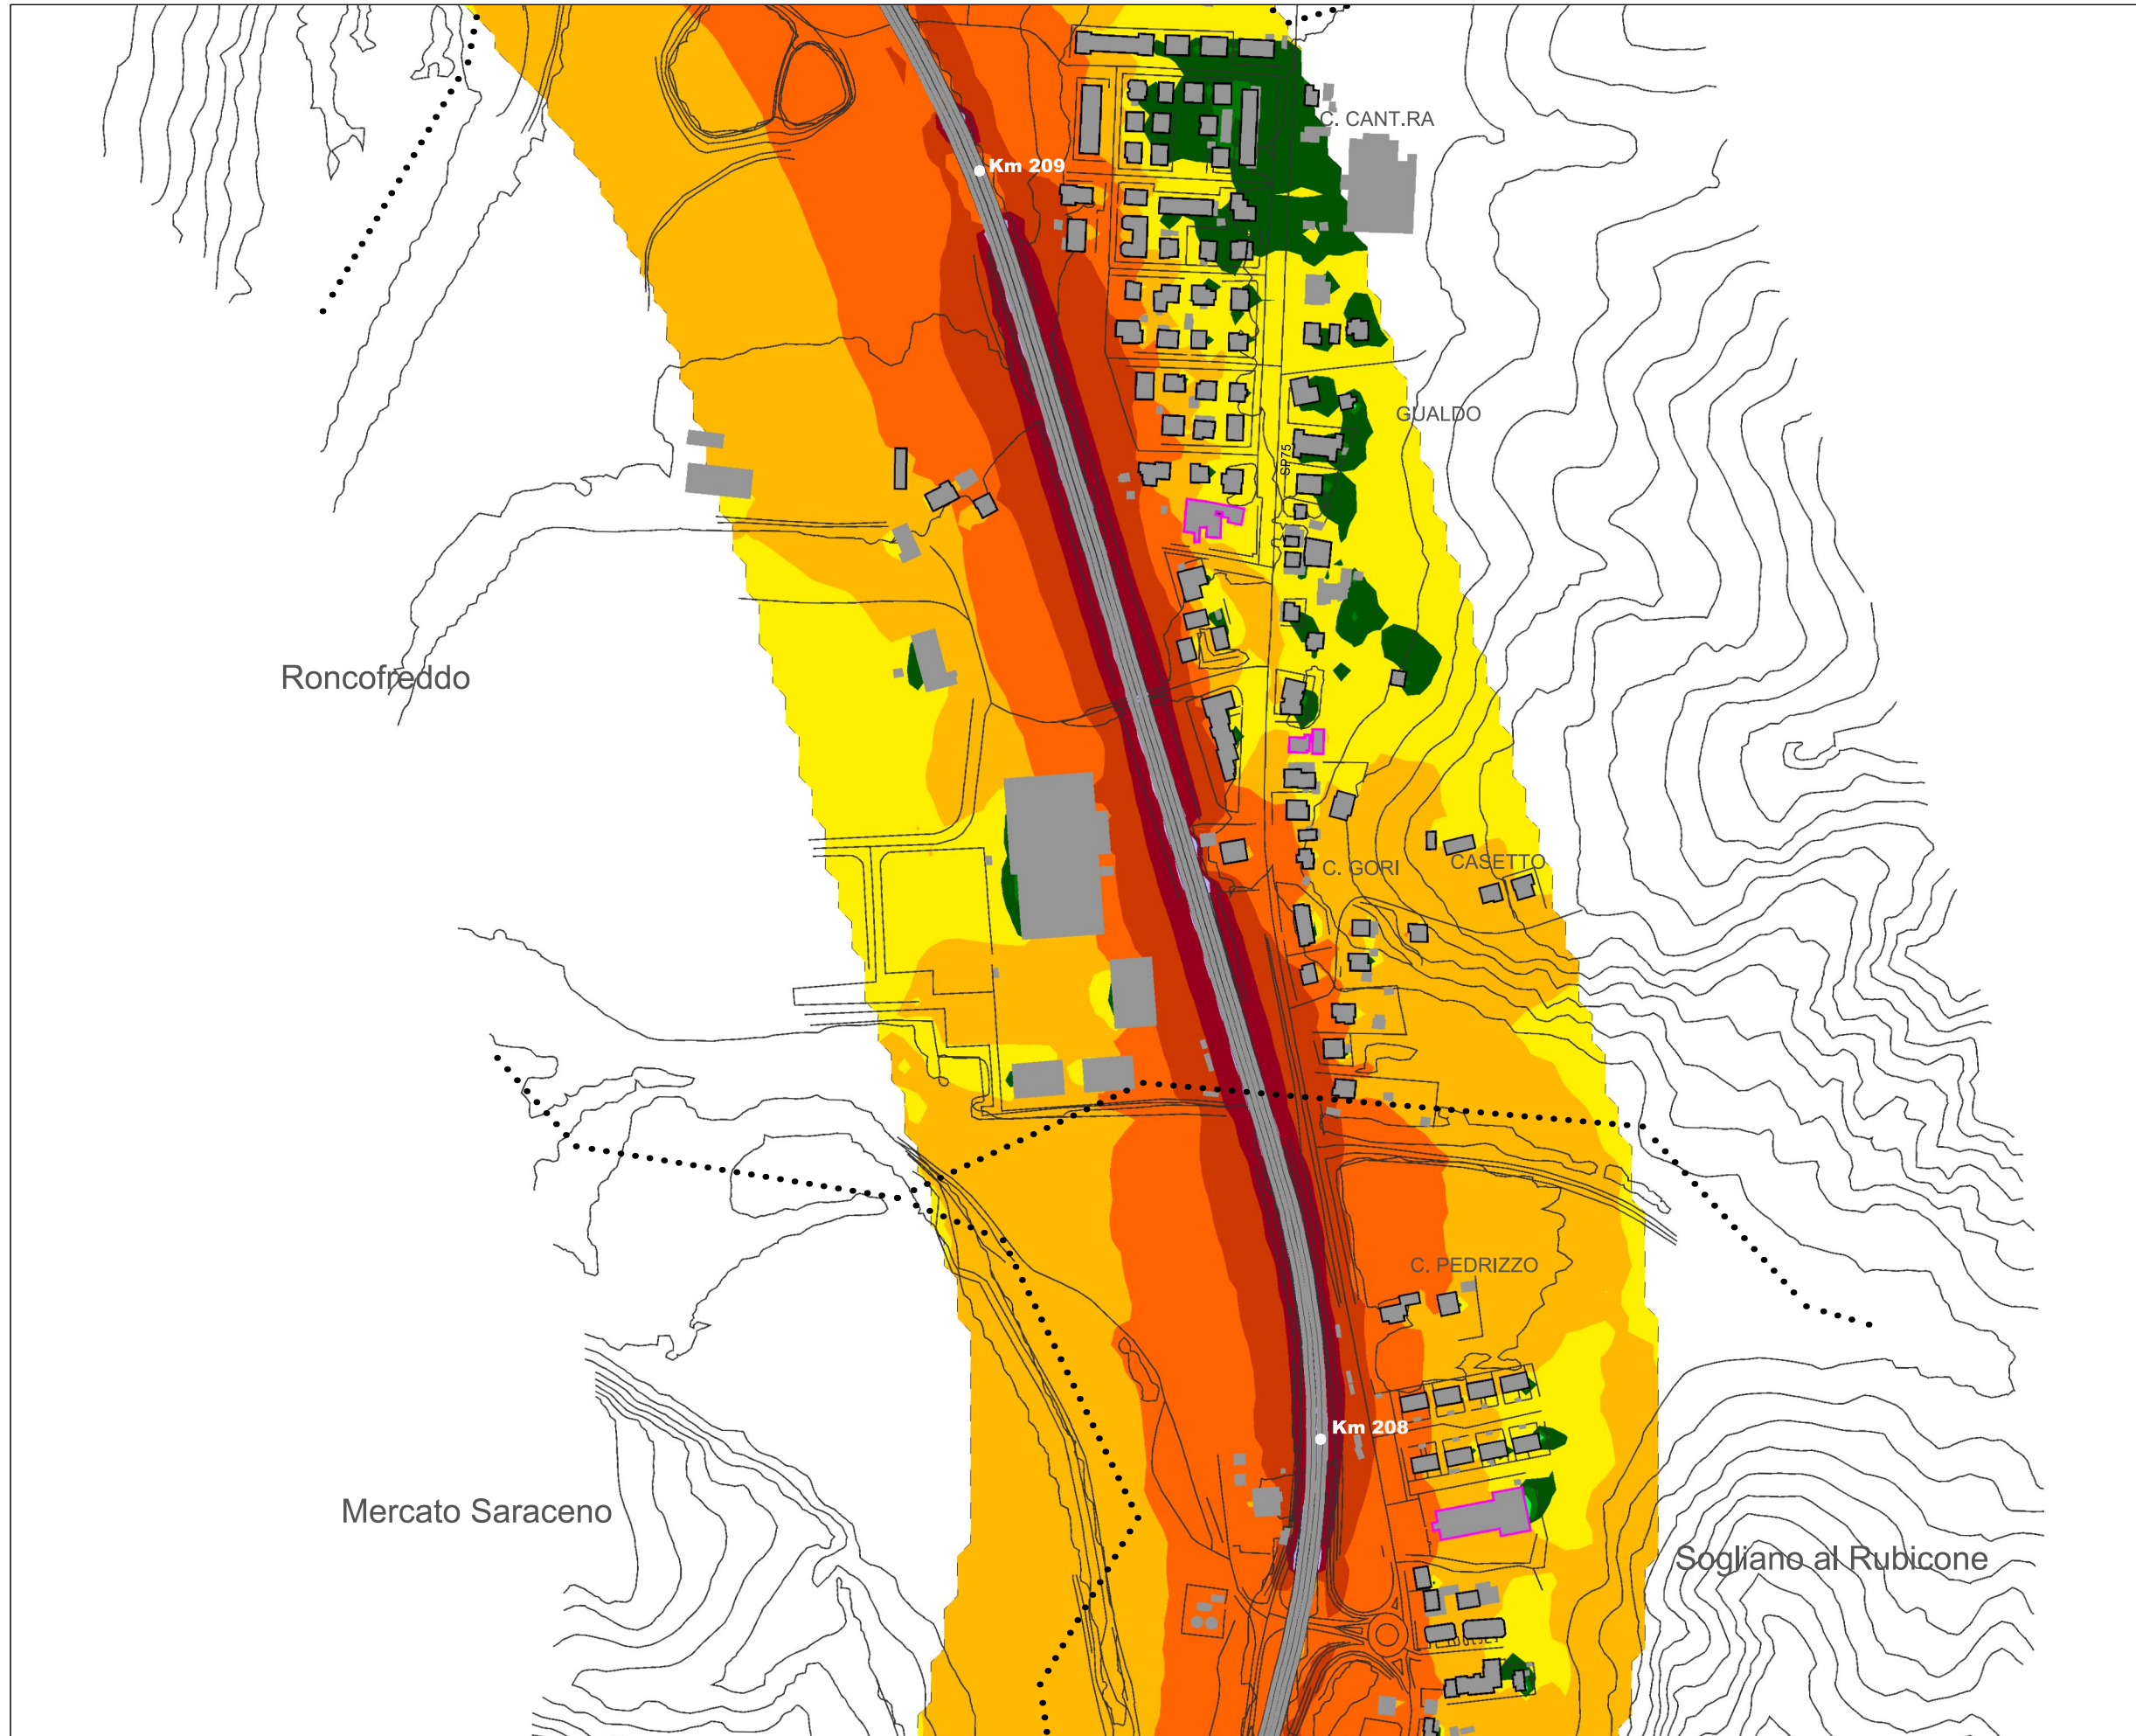 C. CANT.RA
Km 209
GUALDO
SP75
Roncofreddo
C. GORI
CASETTO
C. PEDRIZZO
Km 208
Mercato Saraceno
Sogliano al Rubicone